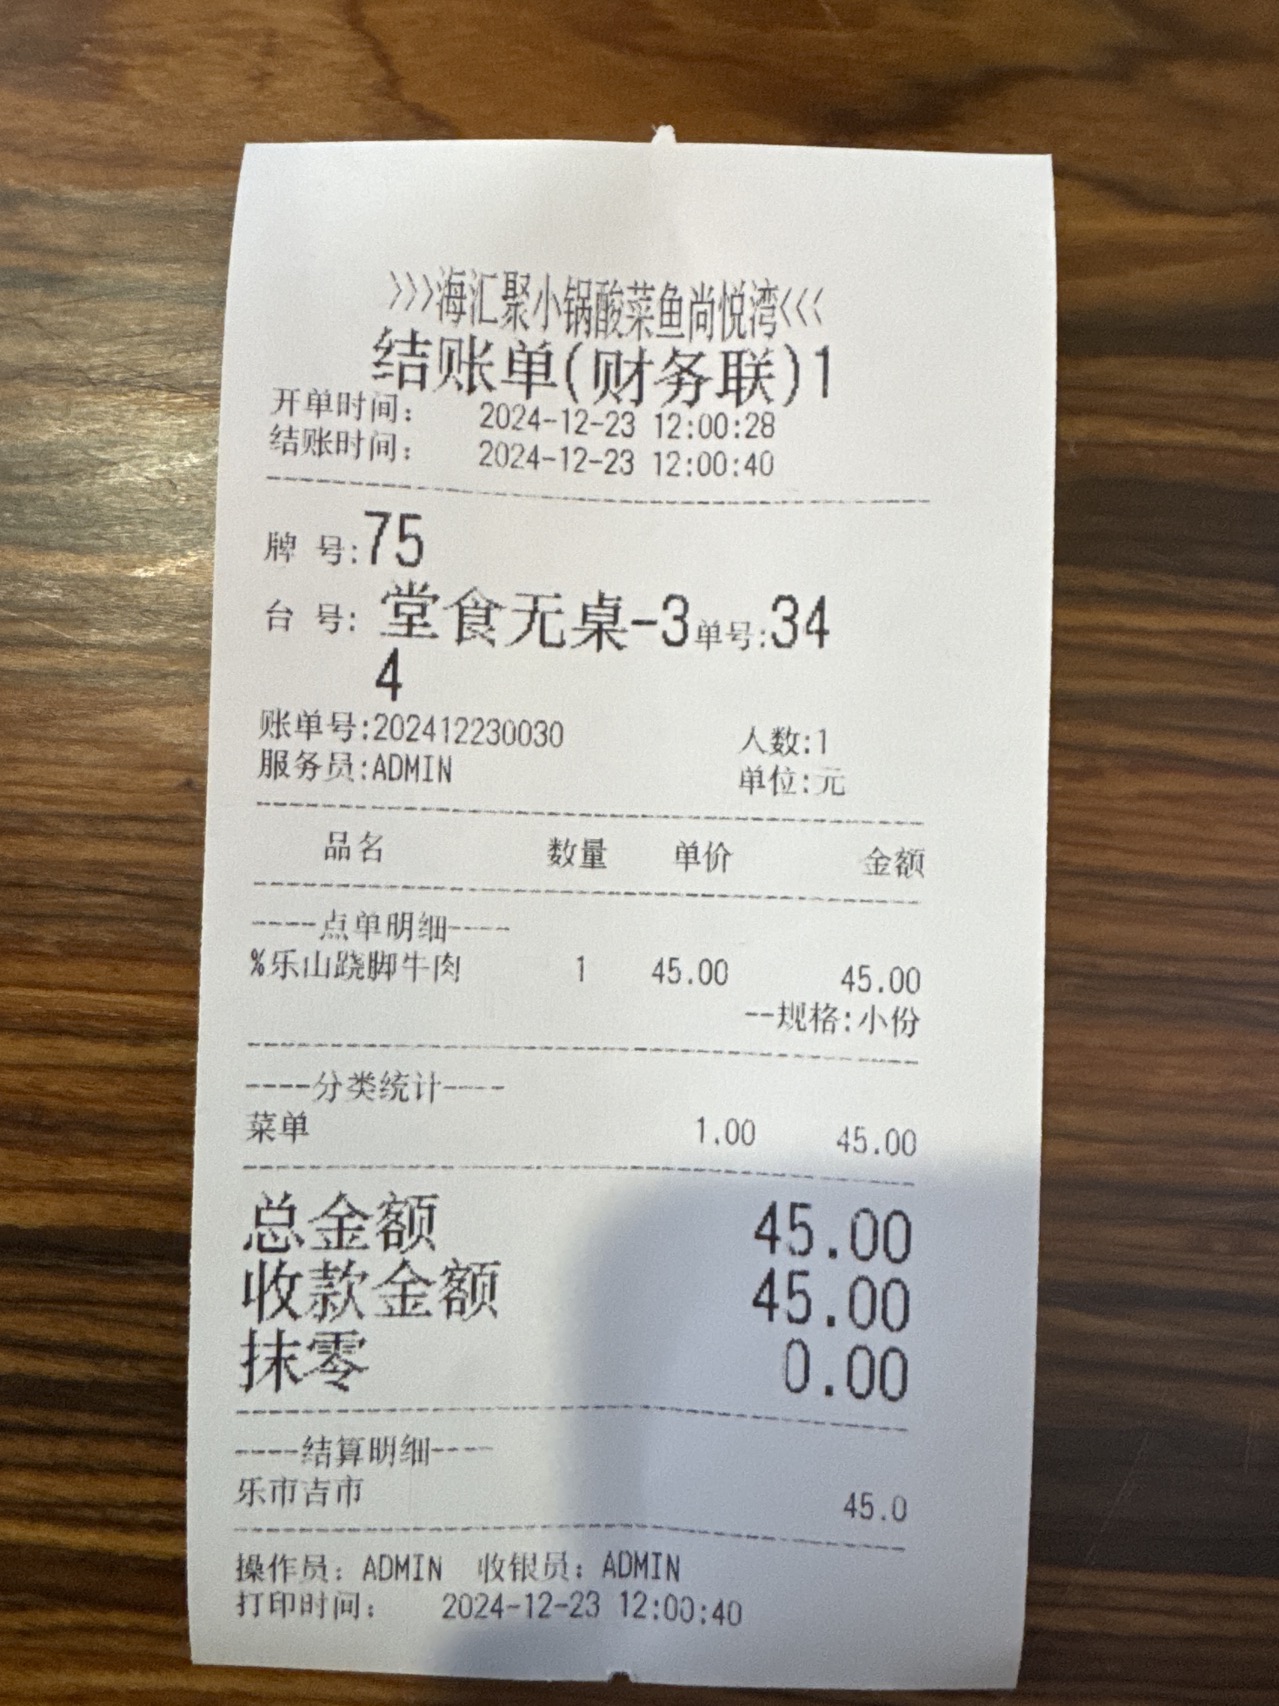 >>>海汇聚小锅酸菜鱼尚悦湾<<<
结账单(财务联)1
开单时间： 2024-12-23 12:00:28
结账时间： 2024-12-23 12:00:40
牌 号:75
台 号: 堂食无桌-3单号:34
4
账单号:202412230030 人数:1
服务员:ADMIN 单位:元
品名 数量 单价 金额
----点单明细----
%乐山跷脚牛肉 1 45.00 45.00
--规格:小份
----分类统计----
菜单 1.00 45.00
总金额 45.00
收款金额 45.00
抹零 0.00
----结算明细----
乐市吉市 45.0
操作员：ADMIN 收银员：ADMIN
打印时间： 2024-12-23 12:00:40